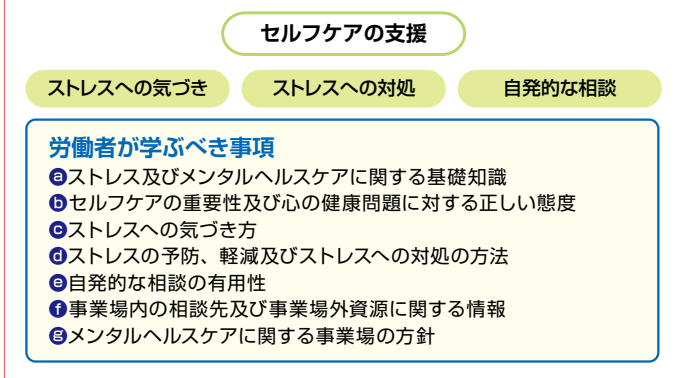 セルフケアの支援
ストレスへの気づき ストレスへの対処 自発的な相談
労働者が学ぶべき事項
ⓐストレス及びメンタルヘルスケアに関する基礎知識
ⓑセルフケアの重要性及び心の健康問題に対する正しい態度
ⓒストレスへの気づき方
ⓓストレスの予防、軽減及びストレスへの対処の方法
ⓔ自発的な相談の有用性
ⓕ事業場内の相談先及び事業場外資源に関する情報
ⓖメンタルヘルスケアに関する事業場の方針